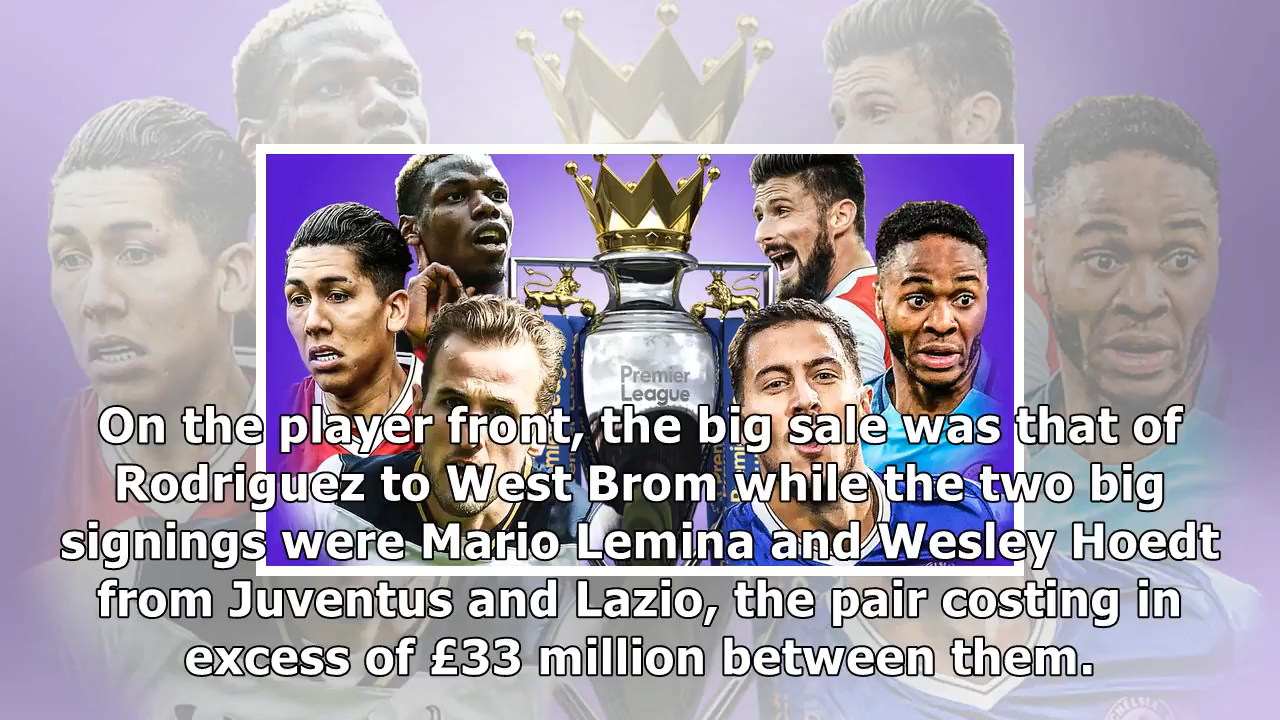 Premier
League
On the player front, the big sale was that of
Rodriguez to West Brom while the two big
signings were Mario Lemina and Wesley Hoedt
from Juventus and Lazio, the pair costing in
excess of £33 million between them.